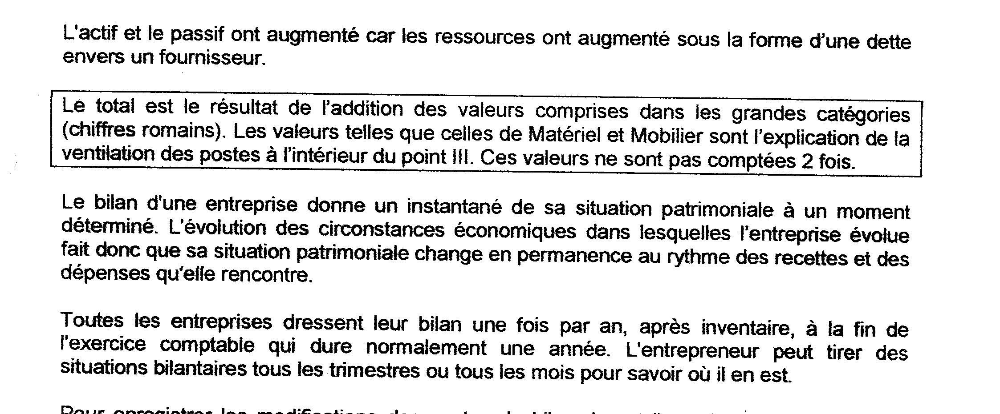 L'actif et le passif ont augmenté car les ressources ont augmenté sous la forme d'une dette
envers un fournisseur.
Le total est le résultat de l'addition des valeurs comprises dans les grandes catégories
(chiffres romains). Les valeurs telles que celles de Matériel et Mobilier sont l'explication de la
ventilation des postes à l'intérieur du point III. Ces valeurs ne sont pas comptées 2 fois.
Le bilan d'une entreprise donne un instantané de sa situation patrimoniale à un moment
déterminé. L'évolution des circonstances économiques dans lesquelles l'entreprise évolue
fait donc que sa situation patrimoniale change en permanence au rythme des recettes et des
dépenses qu'elle rencontre.
Toutes les entreprises dressent leur bilan une fois par an, après inventaire, à la fin de
l'exercice comptable qui dure normalement une année. L'entrepreneur peut tirer des
situations bilantaires tous les trimestres ou tous les mois pour savoir où il en est.
Pour enregistrer les modifications